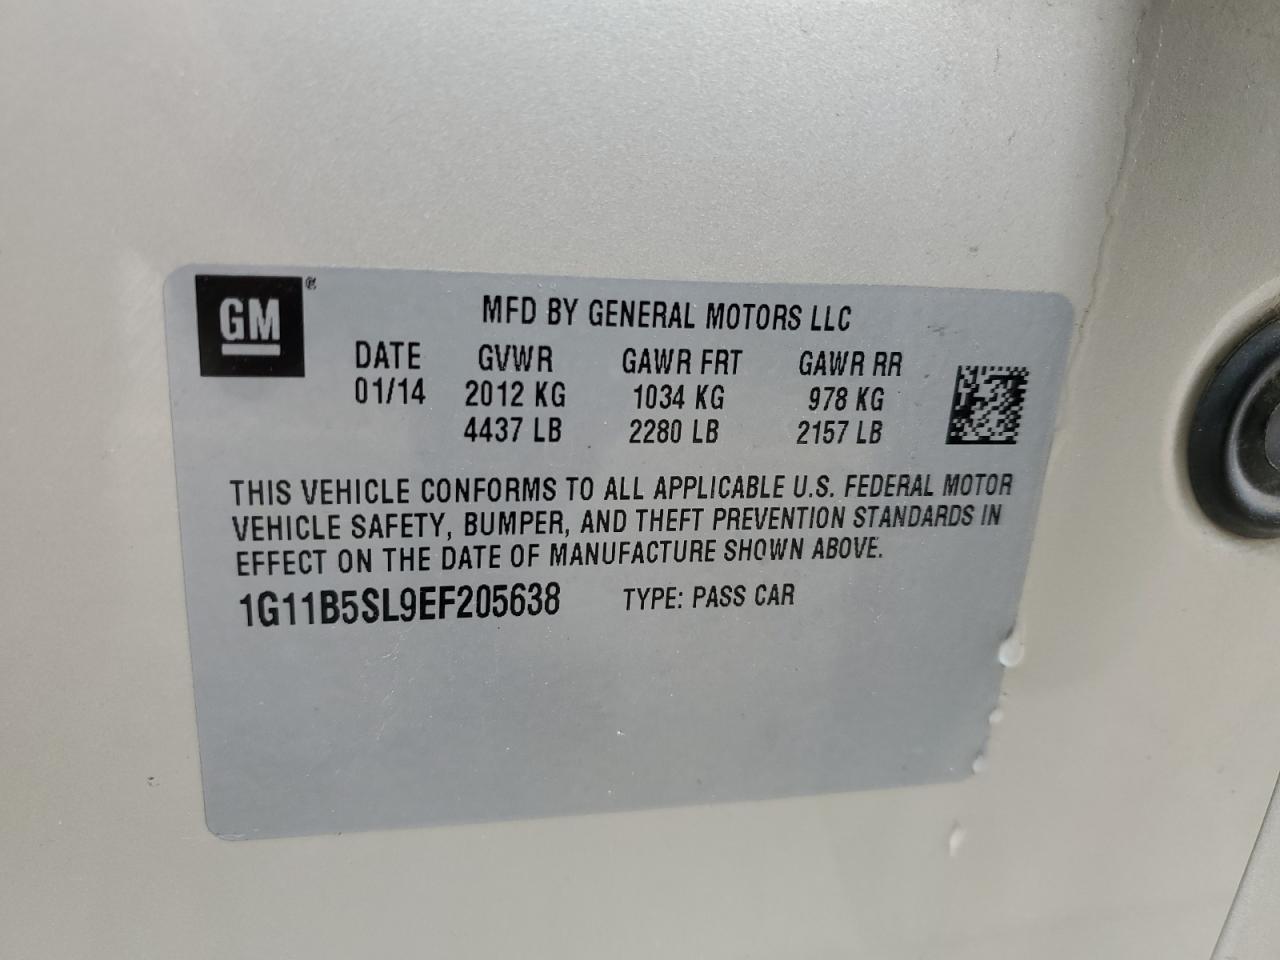 GM®
MFD BY GENERAL MOTORS LLC
DATE GVWR GAWR FRT GAWR RR
01/14 2012 KG 1034 KG 978 KG
4437 LB 2280 LB 2157 LB
THIS VEHICLE CONFORMS TO ALL APPLICABLE U.S. FEDERAL MOTOR
VEHICLE SAFETY, BUMPER, AND THEFT PREVENTION STANDARDS IN
EFFECT ON THE DATE OF MANUFACTURE SHOWN ABOVE.
1G11B5SL9EF205638 TYPE: PASS CAR